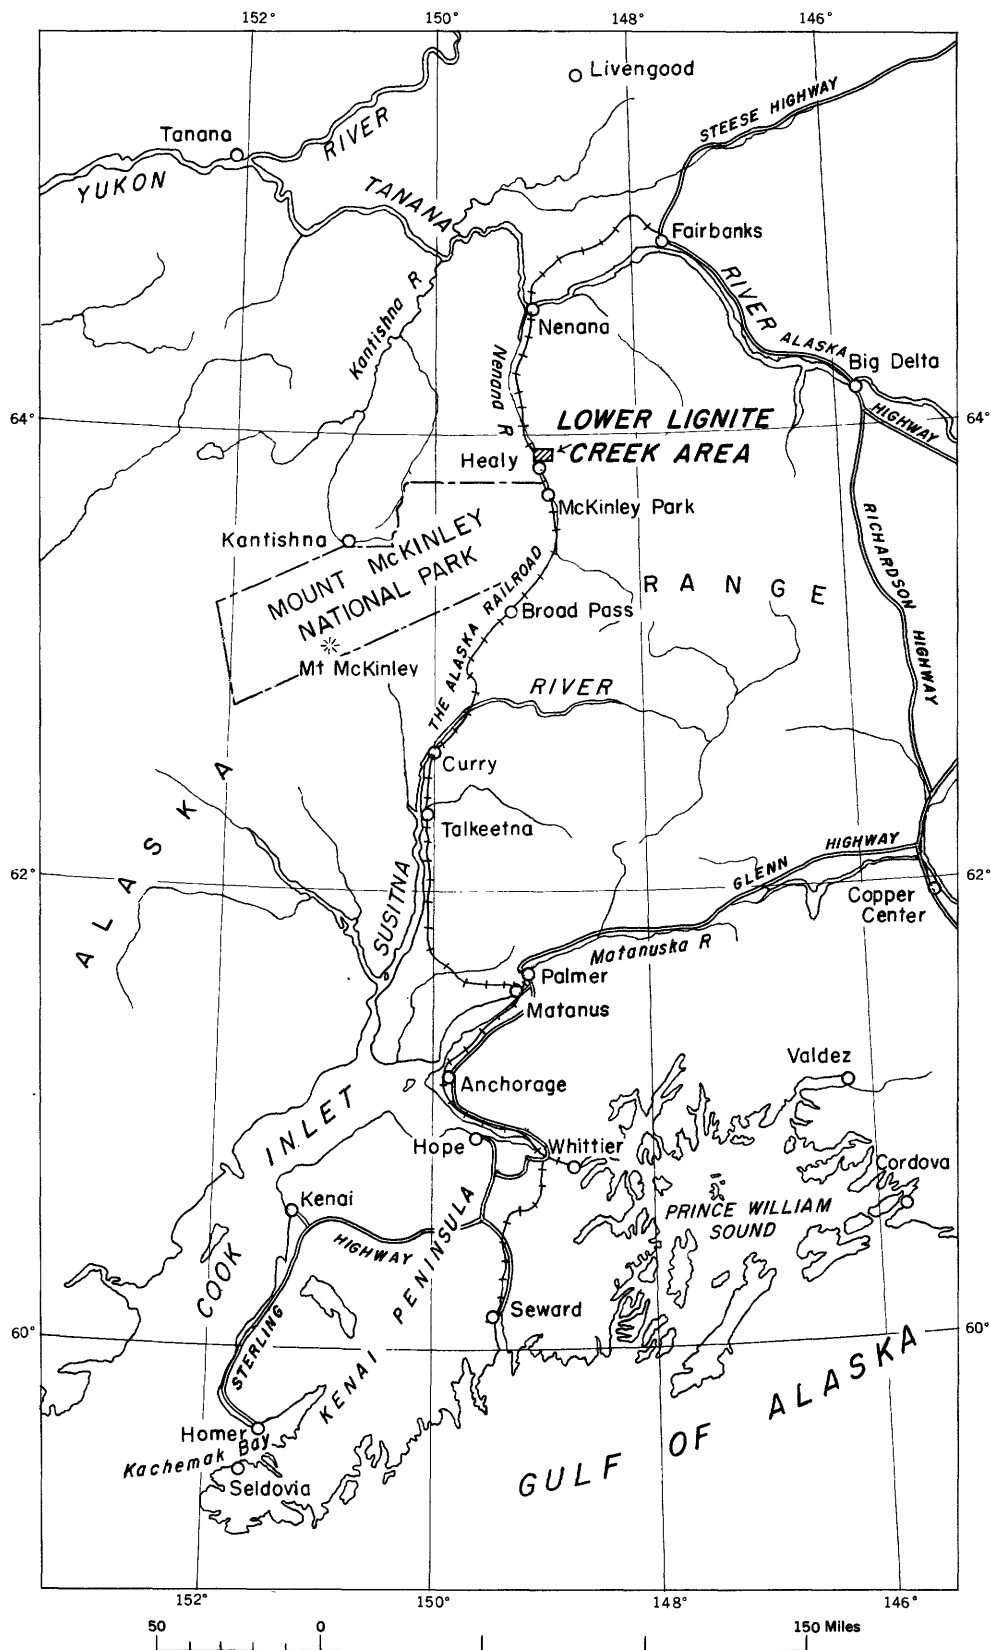 152° 150° 148° 146°
Livengood
STEESE HIGHWAY
Tanana
RIVER
YUKON
TANANA
Fairbanks
Kantishna R
RIVER
Nenana
ALASKA
Big Delta
Nenana R
64°
64°
HIGHWAY
LOWER LIGNITE
CREEK AREA
Healy
McKinley Park
Kantishna
MOUNT McKINLEY
NATIONAL PARK
RICHARDSON
HIGHWAY
RANGE
THE ALASKA RAILROAD
Broad Pass
Mt McKinley
RIVER
Curry
ALASKA
Talkeetna
HIGHWAY
GLENN
62°
62°
Copper
Center
SUSITNA
Matanuska R
Palmer
Matanus
Valdez
Anchorage
INLET
Hope
Whittier
Cordova
Kenai
PRINCE WILLIAM
SOUND
HIGHWAY
PENINSULA
COOK
Seward
60°
60°
STERLING
KENAI
GULF OF ALASKA
Homer
Kachemak Bay
Seldovia
152° 150° 148° 146°
50 0 150 Miles